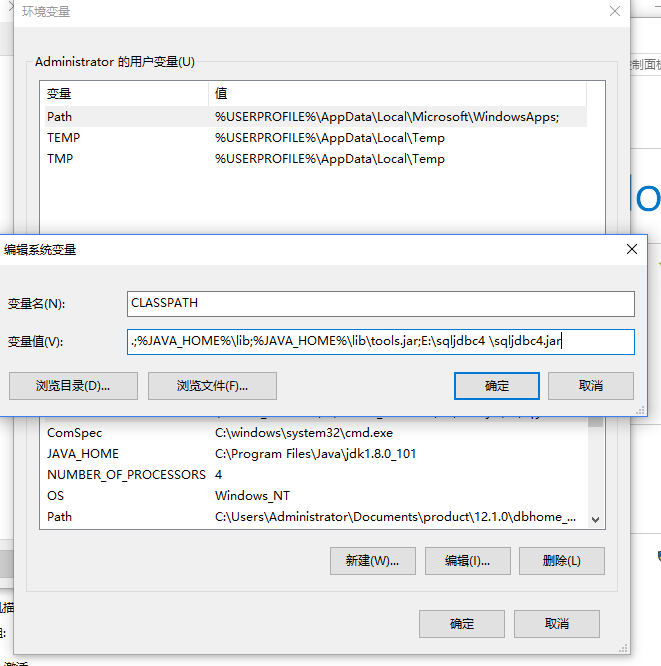 环境变量
Administrator 的用户变量(U)
变量 值
Path %USERPROFILE%\AppData\Local\Microsoft\WindowsApps;
TEMP %USERPROFILE%\AppData\Local\Temp
TMP %USERPROFILE%\AppData\Local\Temp
编辑系统变量
变量名(N): CLASSPATH
变量值(V): .;%JAVA_HOME%\lib;%JAVA_HOME%\lib\tools.jar;E:\sqljdbc4 \sqljdbc4.jar
浏览目录(D)... 浏览文件(F)... 确定 取消
ComSpec C:\windows\system32\cmd.exe
JAVA_HOME C:\Program Files\Java\jdk1.8.0_101
NUMBER_OF_PROCESSORS 4
OS Windows_NT
Path C:\Users\Administrator\Documents\product\12.1.0\dbhome_...
新建(W)... 编辑(I)... 删除(L)
确定 取消